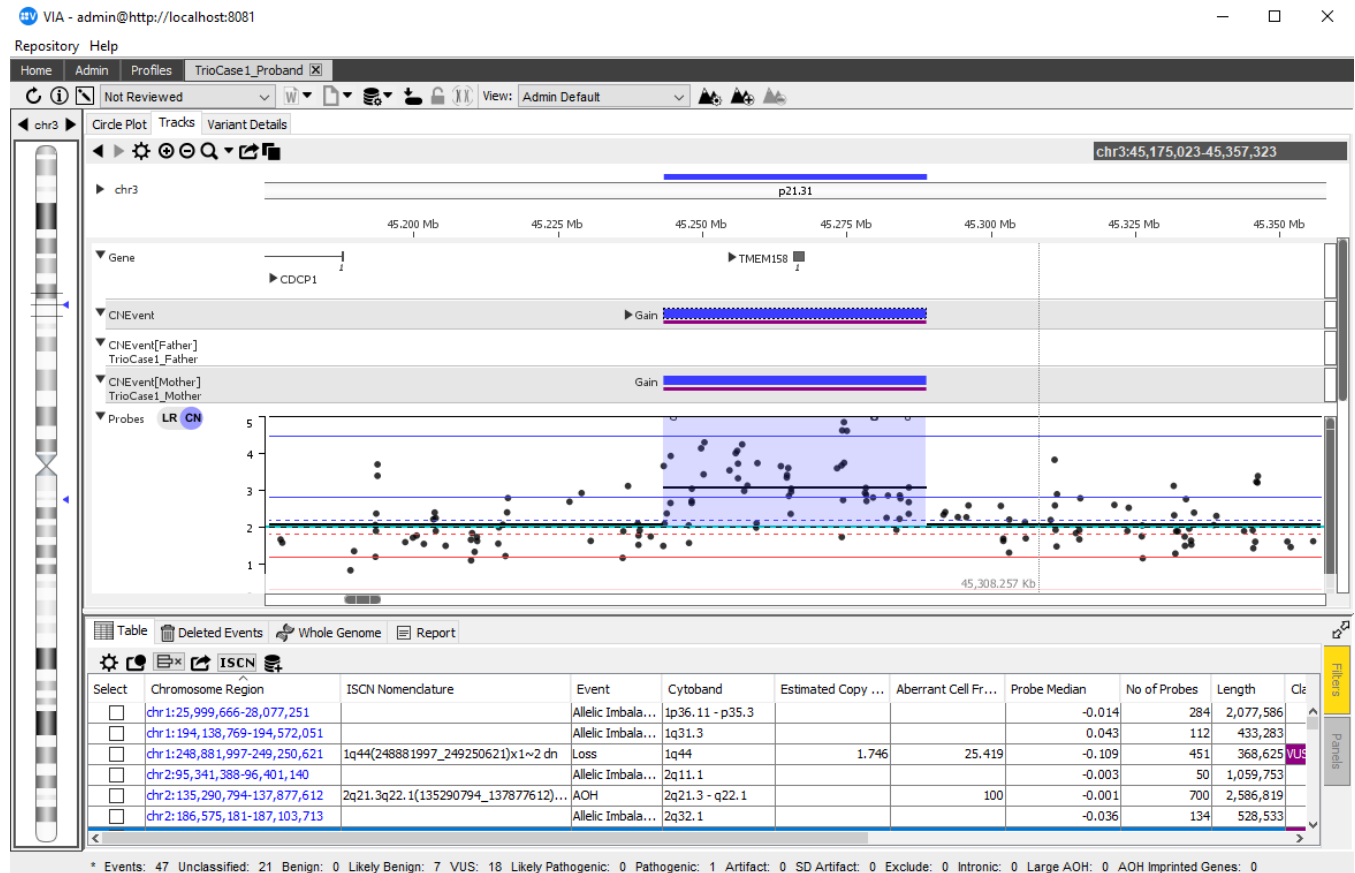 VIA - admin@http://localhost:8081
Repository Help
Home Admin Profiles TrioCase1_Proband
Not Reviewed View: Admin Default
chr3 Circle Plot Tracks Variant Details
chr3:45,175,023-45,357,323
chr3 p21.31
45.200 Mb 45.225 Mb 45.250 Mb 45.275 Mb 45.300 Mb 45.325 Mb 45.350 Mb
Gene TMEM158
1 1
CDCP1
CNEvent Gain
CNEvent[Father]
TrioCase1_Father
CNEvent[Mother] Gain
TrioCase1_Mother
Probes LR CN 5
4
3
2
1
45,308.257 Kb
Table Deleted Events Whole Genome Report
ISCN
Select Chromosome Region ISCN Nomenclature Event Cytoband Estimated Copy ... Aberrant Cell Fr... Probe Median No of Probes Length Cla
chr1:25,999,666-28,077,251 Allelic Imbala... 1p36.11 - p35.3 -0.014 284 2,077,586
chr1:194,138,769-194,572,051 Allelic Imbala... 1q31.3 0.043 112 433,283
chr1:248,881,997-249,250,621 1q44(248881997_249250621)x1~2 dn Loss 1q44 1.746 25.419 -0.109 451 368,625 VUS
chr2:95,341,388-96,401,140 Allelic Imbala... 2q11.1 -0.003 50 1,059,753
chr2:135,290,794-137,877,612 2q21.3q22.1(135290794_137877612)... AOH 2q21.3 - q22.1 100 -0.001 700 2,586,819
chr2:186,575,181-187,103,713 Allelic Imbala... 2q32.1 -0.036 134 528,533
Filters
Panels
* Events: 47 Unclassified: 21 Benign: 0 Likely Benign: 7 VUS: 18 Likely Pathogenic: 0 Pathogenic: 1 Artifact: 0 SD Artifact: 0 Exclude: 0 Intronic: 0 Large AOH: 0 AOH Imprinted Genes: 0